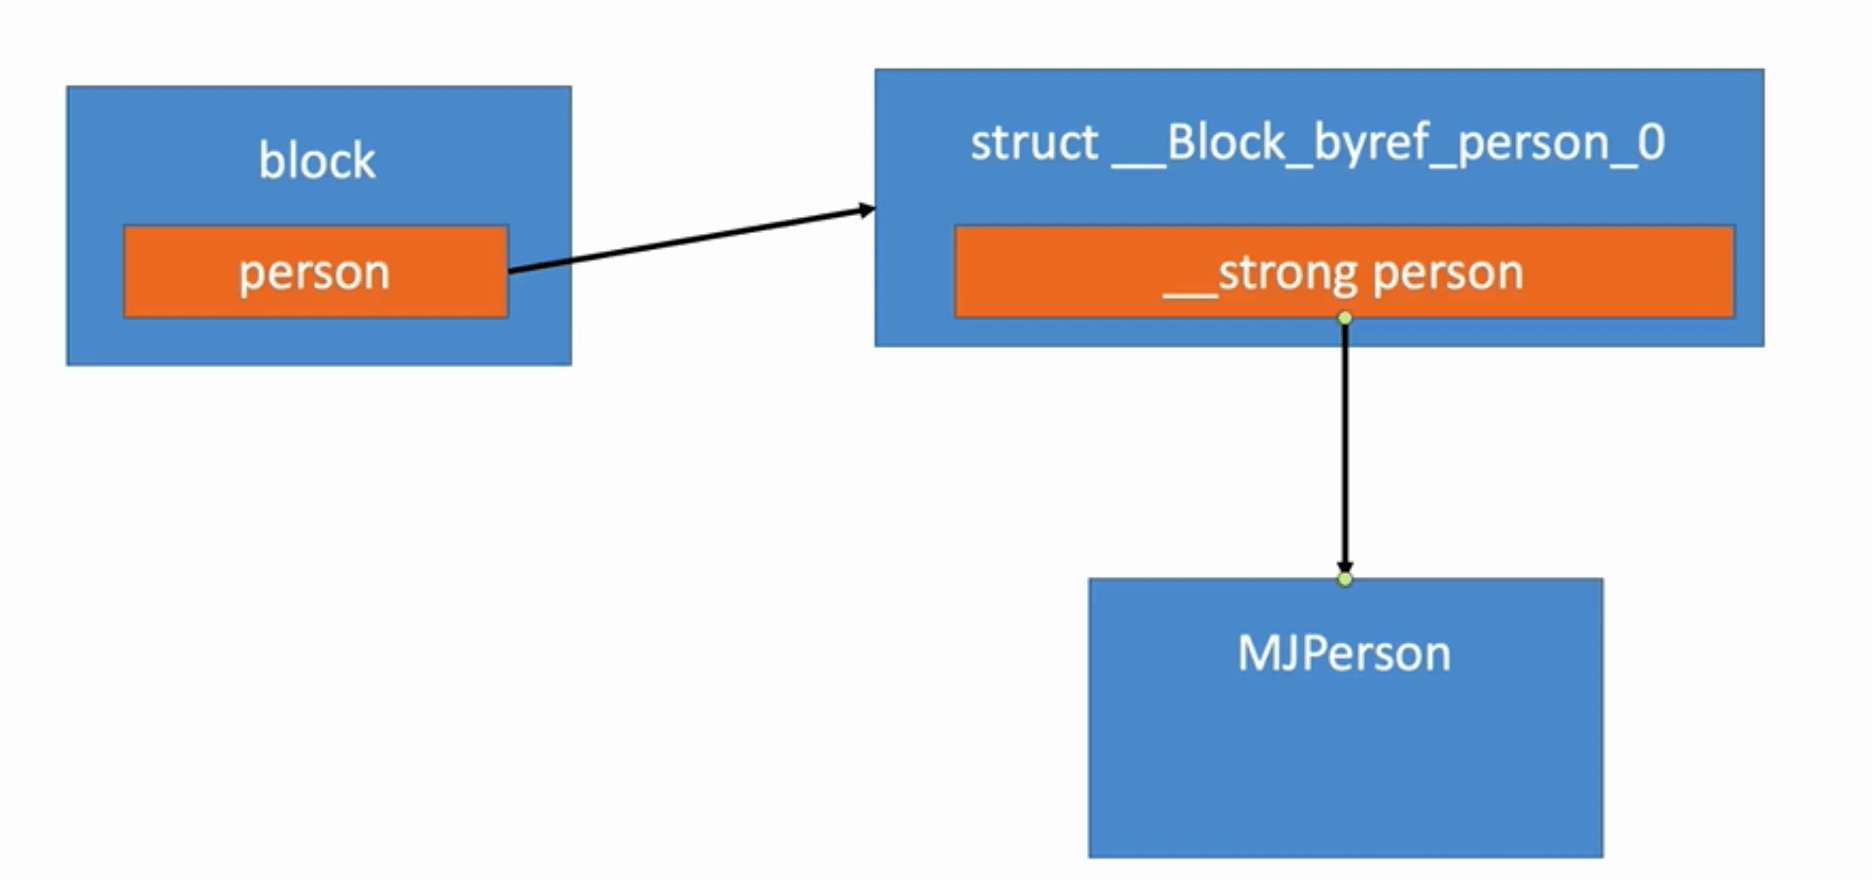 block
person
struct __Block_byref_person_0
__strong person
MJPerson